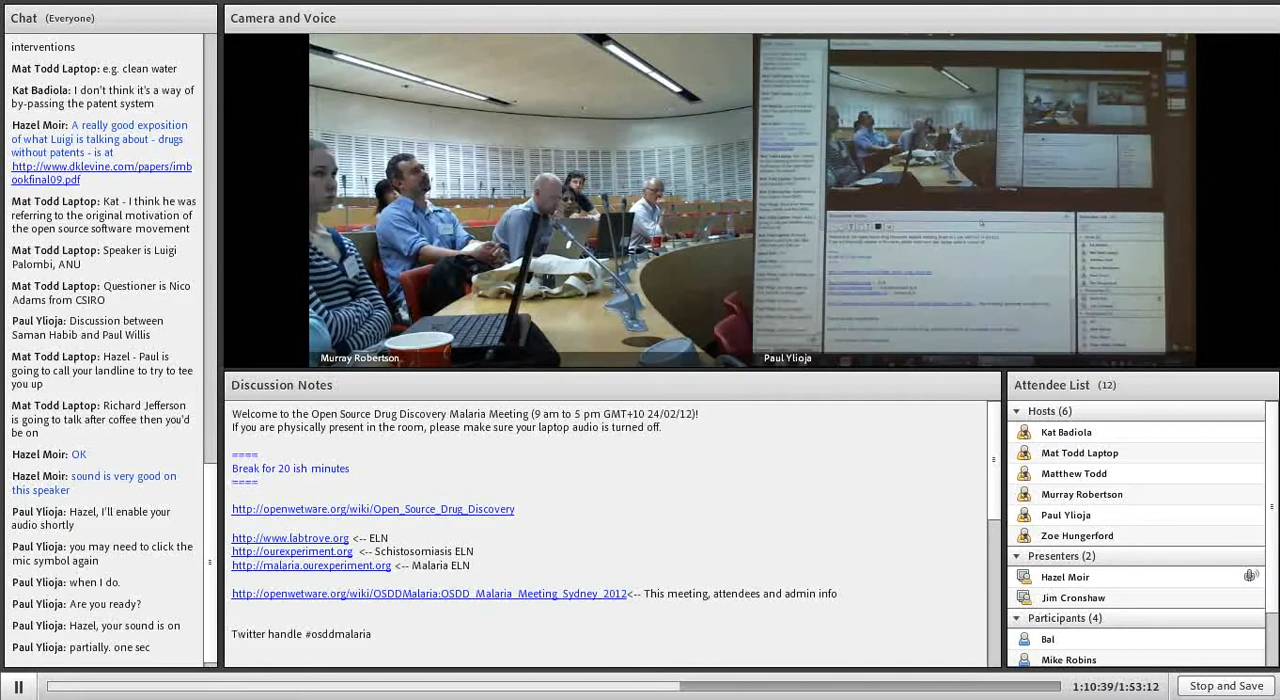 Chat (Everyone)
interventions
Mat Todd Laptop: e.g. clean water
Kat Badiola: I don't think it's a way of
by-passing the patent system
Hazel Moir: A really good exposition
of what Luigi is talking about - drugs
without patents - is at
http://www.dklevine.com/papers/imb
ookfinal09.pdf
Mat Todd Laptop: Kat - I think he was
referring to the original motivation of
the open source software movement
Mat Todd Laptop: Speaker is Luigi
Palombi, ANU
Mat Todd Laptop: Questioner is Nico
Adams from CSIRO
Paul Ylioja: Discussion between
Saman Habib and Paul Willis
Mat Todd Laptop: Hazel - Paul is
going to call your landline to try to tee
you up
Mat Todd Laptop: Richard Jefferson
is going to talk after coffee then you'd
be on
Hazel Moir: OK
Hazel Moir: sound is very good on
this speaker
Paul Ylioja: Hazel, I'll enable your
audio shortly
Paul Ylioja: you may need to click the
mic symbol again
Paul Ylioja: when I do.
Paul Ylioja: Are you ready?
Paul Ylioja: Hazel, your sound is on
Paul Ylioja: partially. one sec
Camera and Voice
Murray Robertson
Paul Ylioja
Discussion Notes
Welcome to the Open Source Drug Discovery Malaria Meeting (9 am to 5 pm GMT+10 24/02/12)!
If you are physically present in the room, please make sure your laptop audio is turned off.
====
Break for 20 ish minutes
====
http://openwetware.org/wiki/Open_Source_Drug_Discovery
http://www.labtrove.org <-- ELN
http://ourexperiment.org <-- Schistosomiasis ELN
http://malaria.ourexperiment.org <-- Malaria ELN
http://openwetware.org/wiki/OSDDMalaria:OSDD_Malaria_Meeting_Sydney_2012<-- This meeting, attendees and admin info
Twitter handle #osddmalaria
Attendee List (12)
Hosts (6)
Kat Badiola
Mat Todd Laptop
Matthew Todd
Murray Robertson
Paul Ylioja
Zoe Hungerford
Presenters (2)
Hazel Moir
Jim Cronshaw
Participants (4)
Bal
Mike Robins
1:10:39/1:53:12
Stop and Save